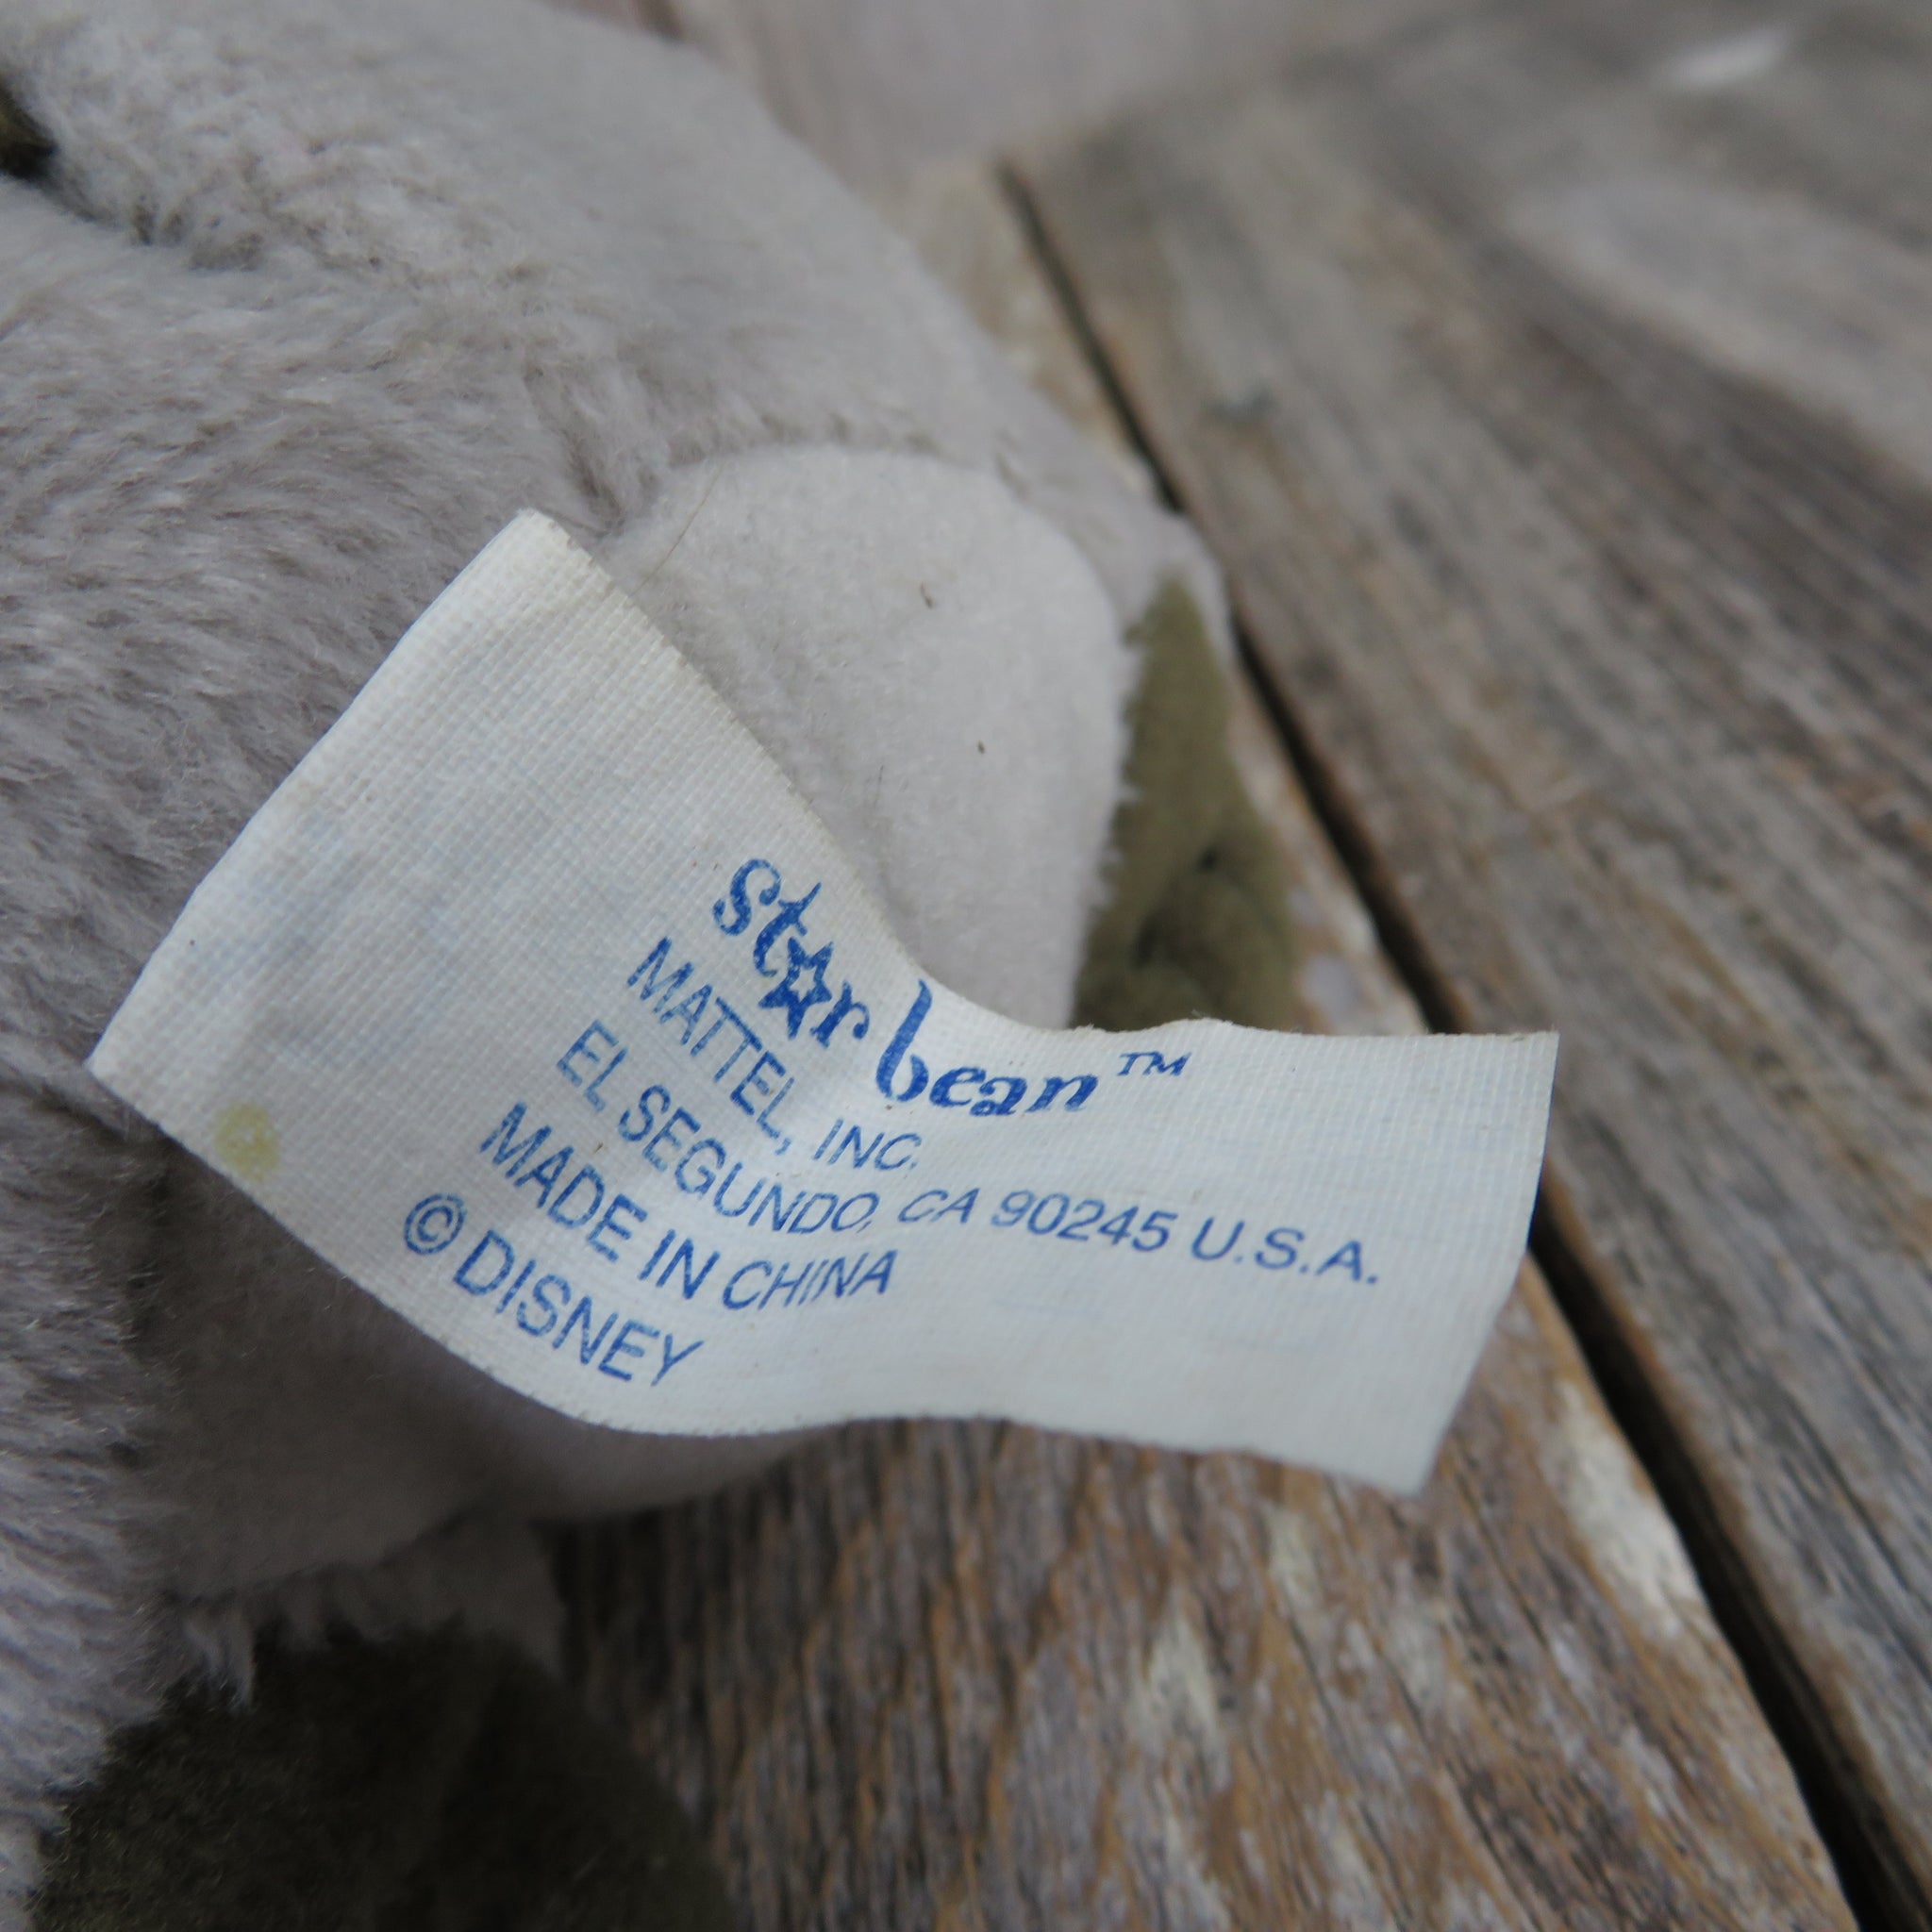 star bean™
MATTEL, INC.
EL SEGUNDO, CA 90245 U.S.A.
MADE IN CHINA
© DISNEY